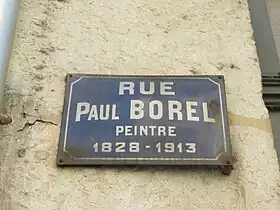 RUE
PAUL BOREL
PEINTRE
1828-1913